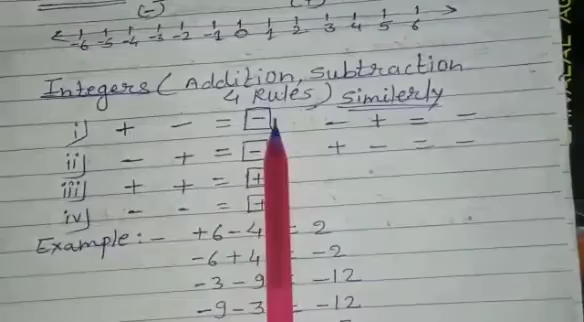 (-) (+)
-6 -5 -4 -3 -2 -1 0 1 2 3 4 5 6
Integers (Addition, Subtraction
4 Rules) Similerly
i) + - = - - + = -
ii) - + = - + - = -
iii) + + = +
iv) - - = +
Example:- +6-4 = 2
-6+4 = -2
-3-9 = -12
-9-3 = -12